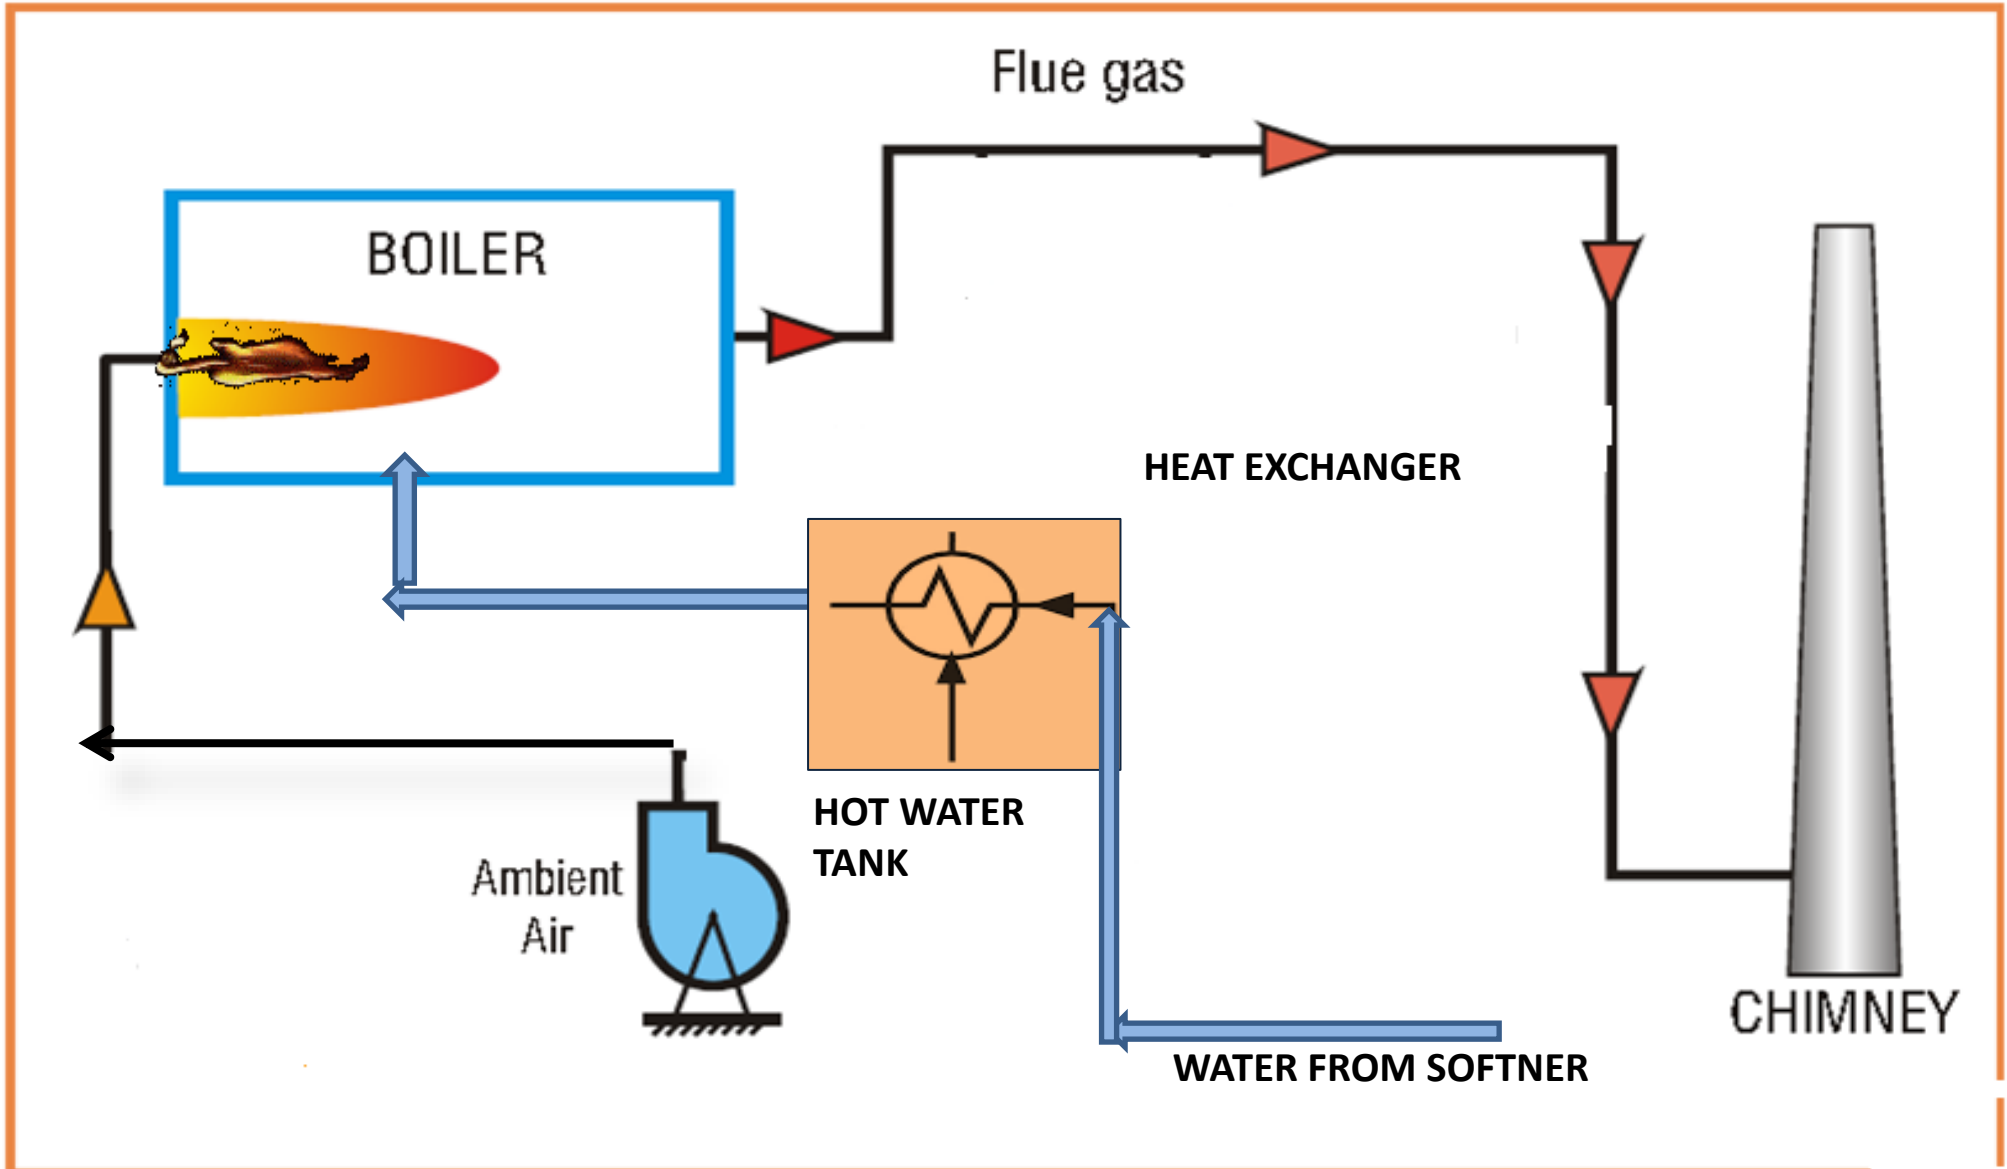 Flue gas
BOILER
HEAT EXCHANGER
HOT WATER
TANK
Ambient
Air
CHIMNEY
WATER FROM SOFTNER